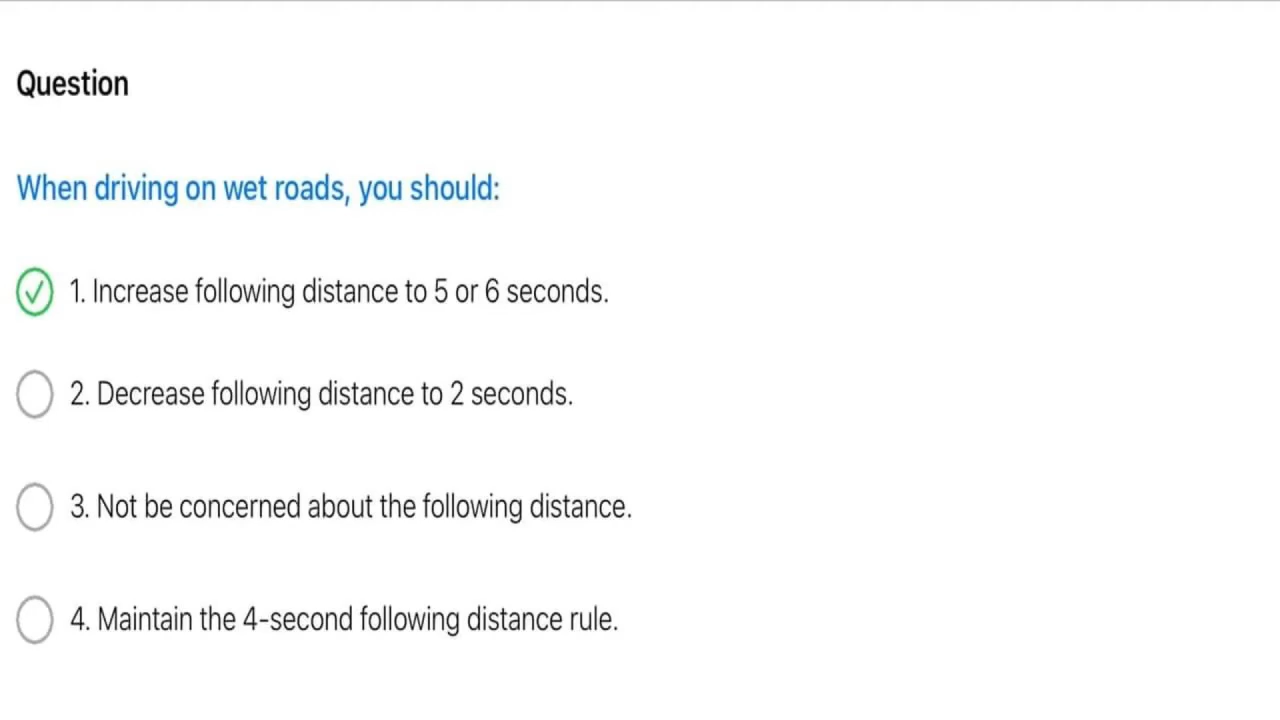 Question
When driving on wet roads, you should:
1. Increase following distance to 5 or 6 seconds.
2. Decrease following distance to 2 seconds.
3. Not be concerned about the following distance.
4. Maintain the 4-second following distance rule.